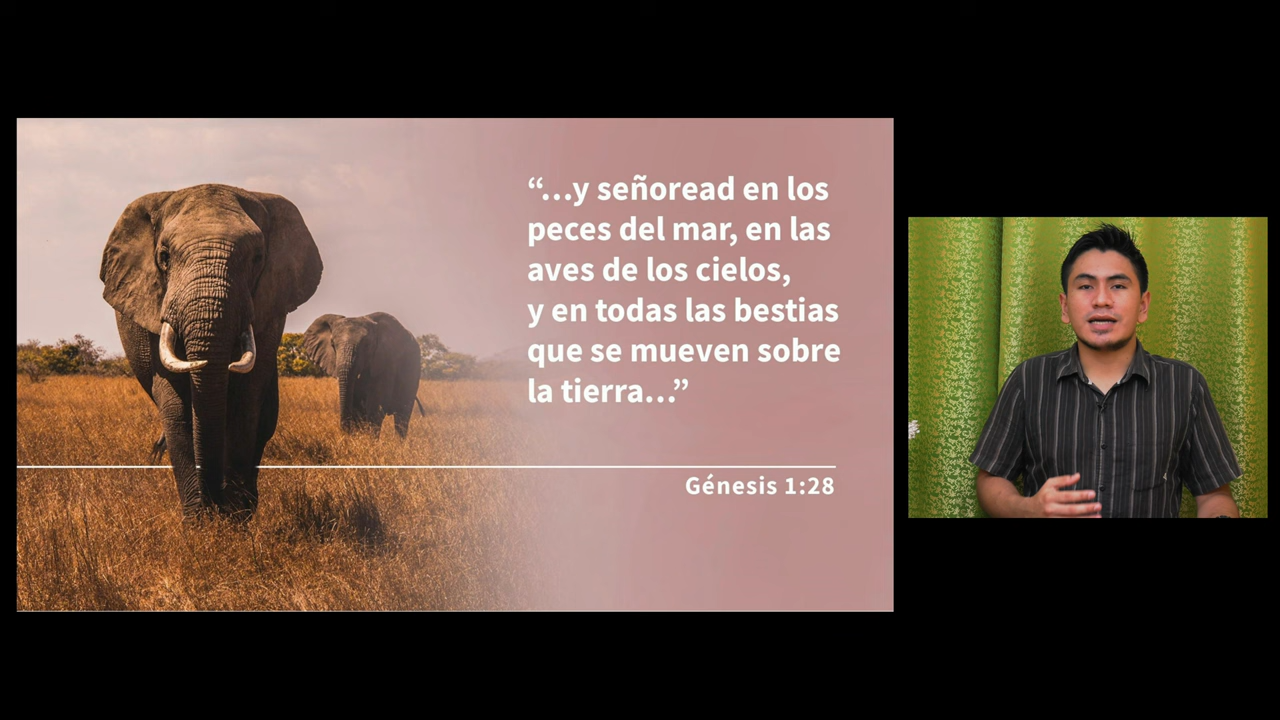 “…y señoread en los
peces del mar, en las
aves de los cielos,
y en todas las bestias
que se mueven sobre
la tierra…”
Génesis 1:28